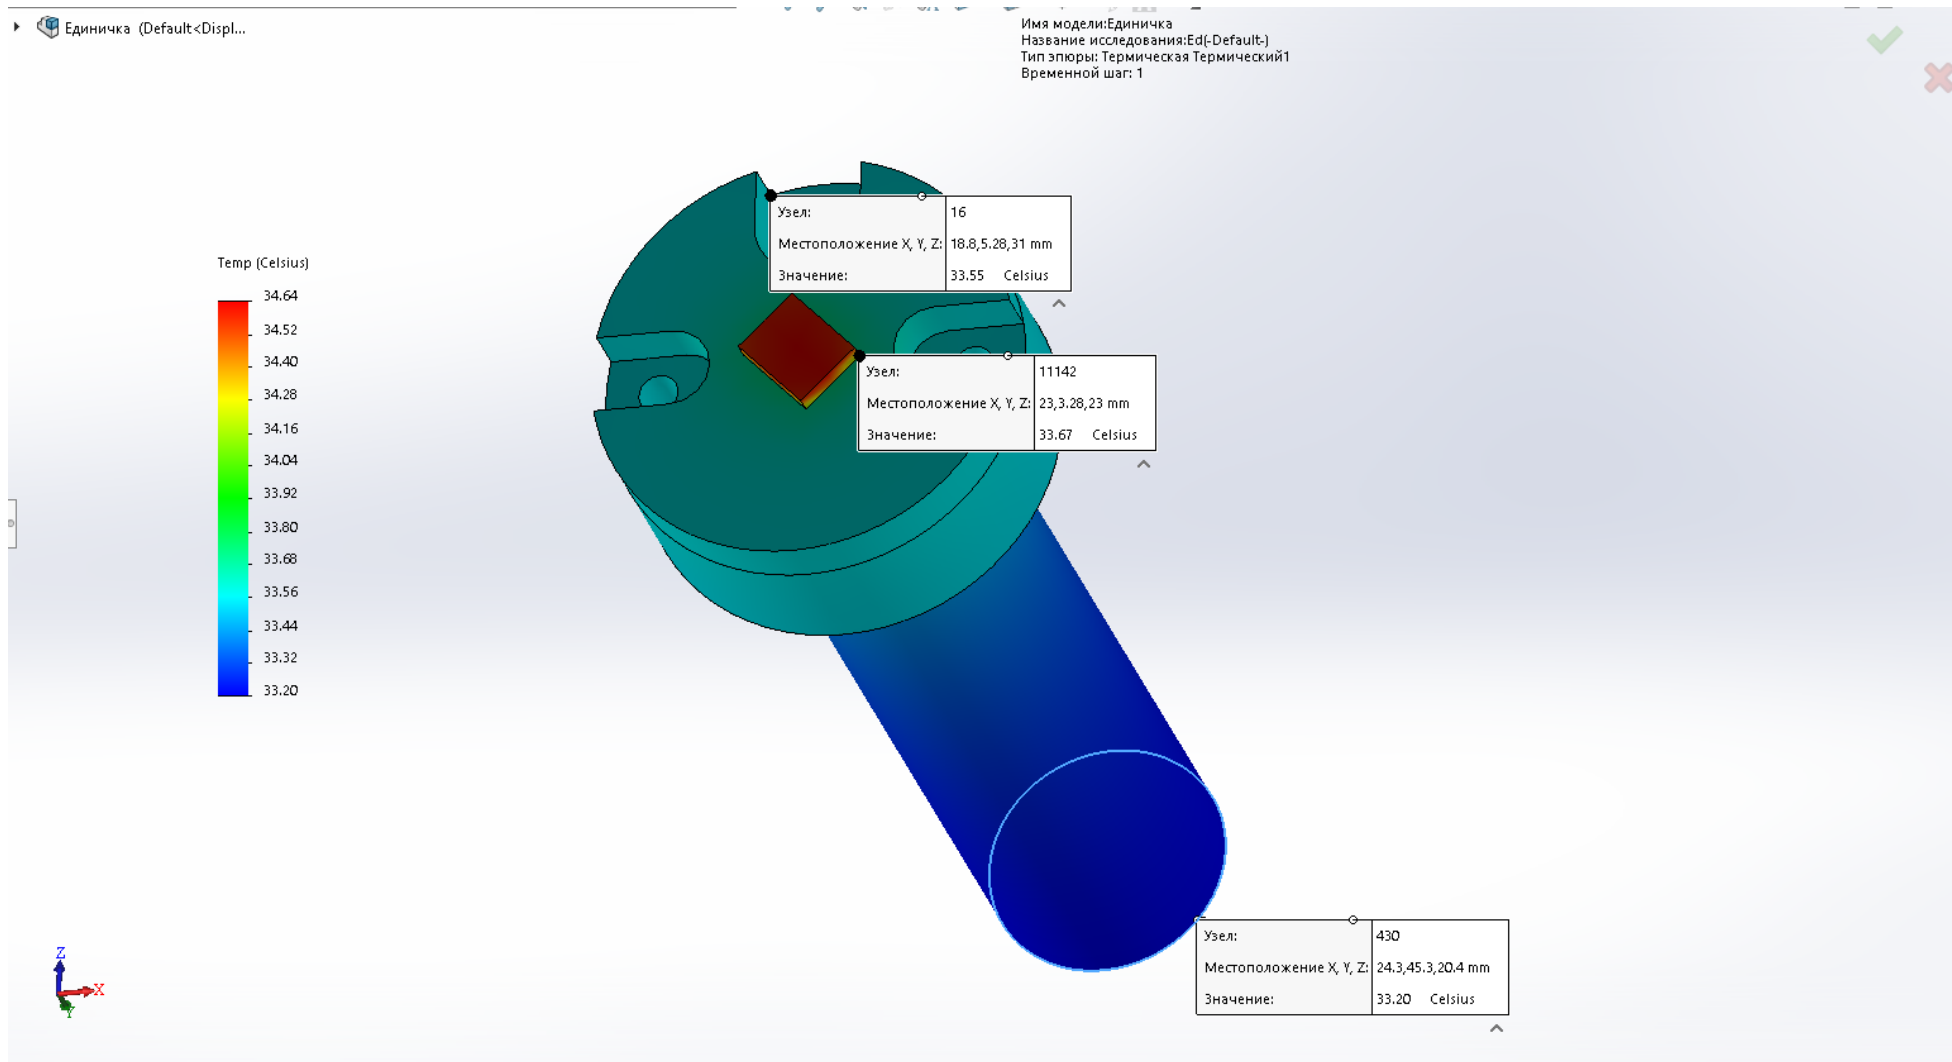 Единичка (Default<Displ...
Имя модели:Единичка
Название исследования:Ed(-Default-)
Тип эпюры: Термическая Термический1
Временной шаг: 1
Temp (Celsius)
34.64
34.52
34.40
34.28
34.16
34.04
33.92
33.80
33.68
33.56
33.44
33.32
33.20
Узел: 16
Местоположение X, Y, Z: 18.8,5.28,31 mm
Значение: 33.55 Celsius
Узел: 11142
Местоположение X, Y, Z: 23,3.28,23 mm
Значение: 33.67 Celsius
Узел: 430
Местоположение X, Y, Z: 24.3,45.3,20.4 mm
Значение: 33.20 Celsius
Z
X
Y